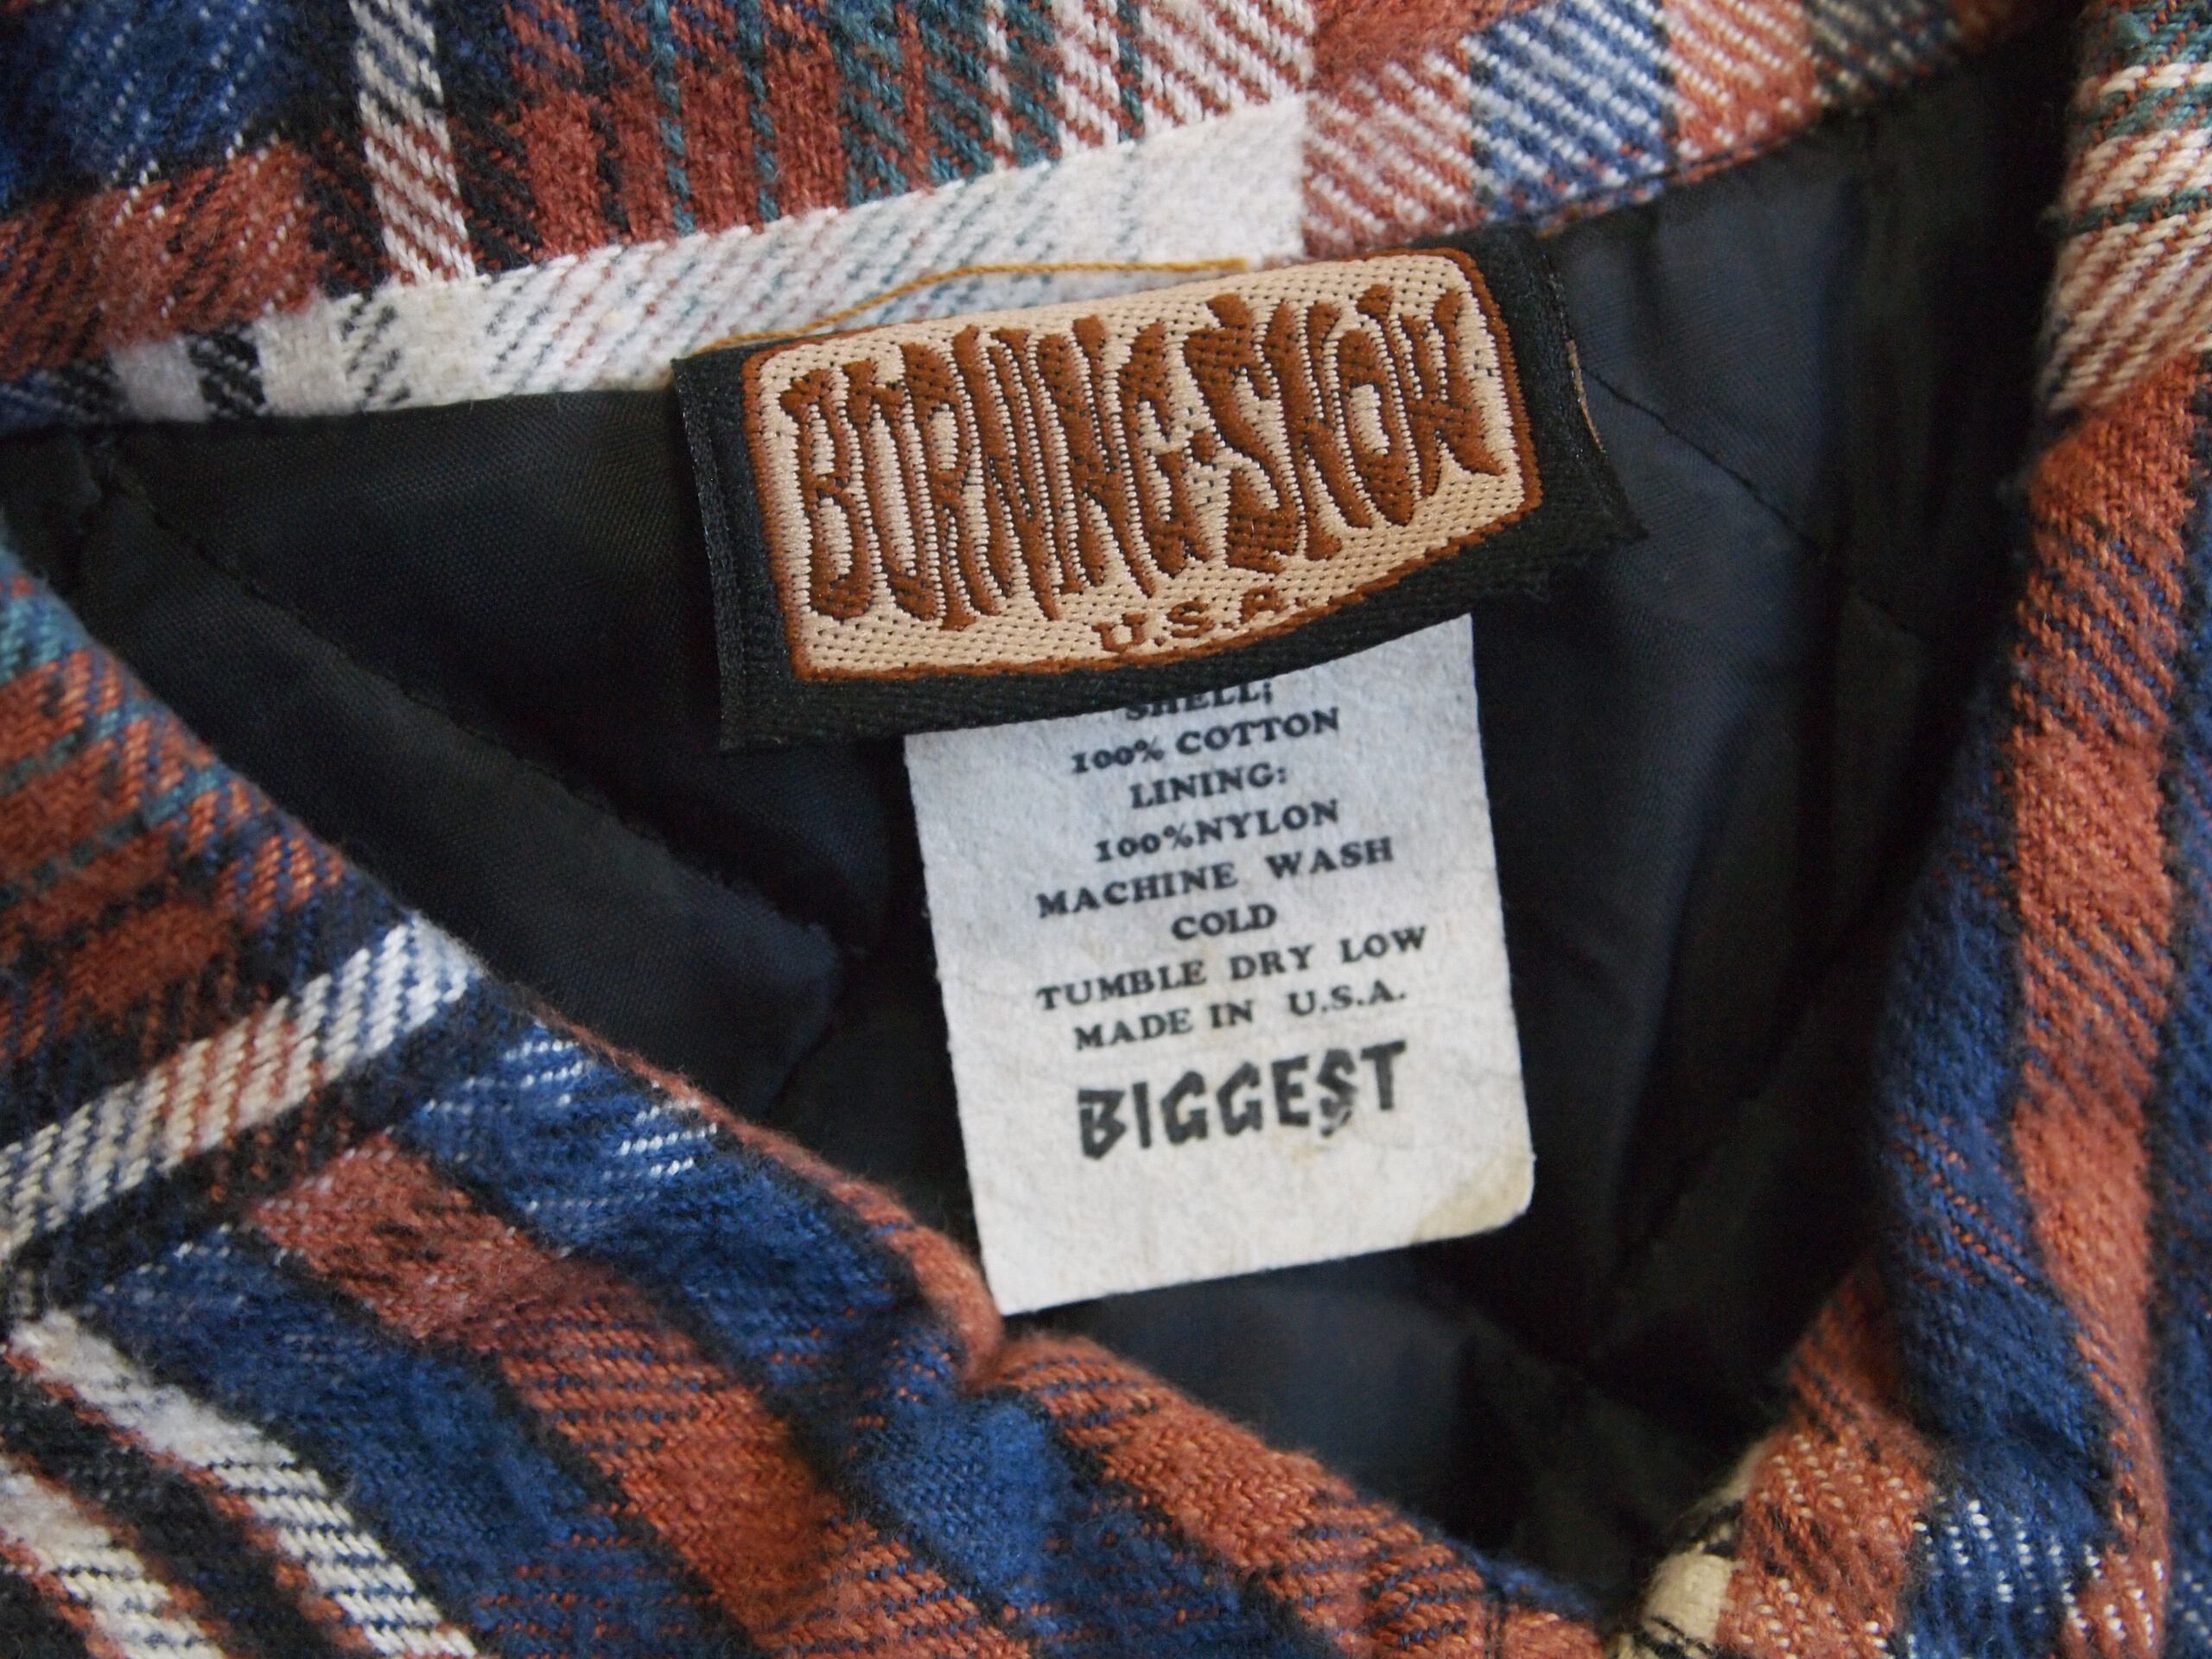 BURNING SNOW
U.S.A.
SHELL;
100% COTTON
LINING:
100%NYLON
MACHINE WASH
COLD
TUMBLE DRY LOW
MADE IN U.S.A.
BIGGEST